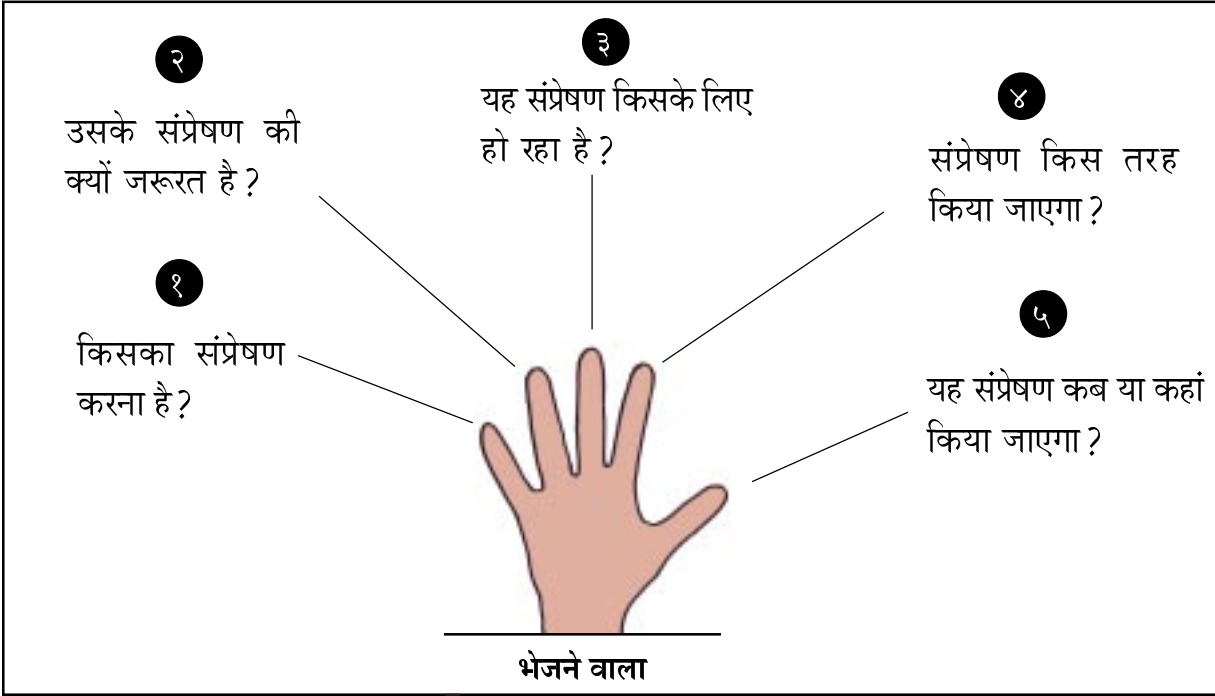 १
किसका संप्रेषण
करना है?
२
उसके संप्रेषण की
क्यों जरूरत है?
३
यह संप्रेषण किसके लिए
हो रहा है?
४
संप्रेषण किस तरह
किया जाएगा?
५
यह संप्रेषण कब या कहां
किया जाएगा?
भेजने वाला